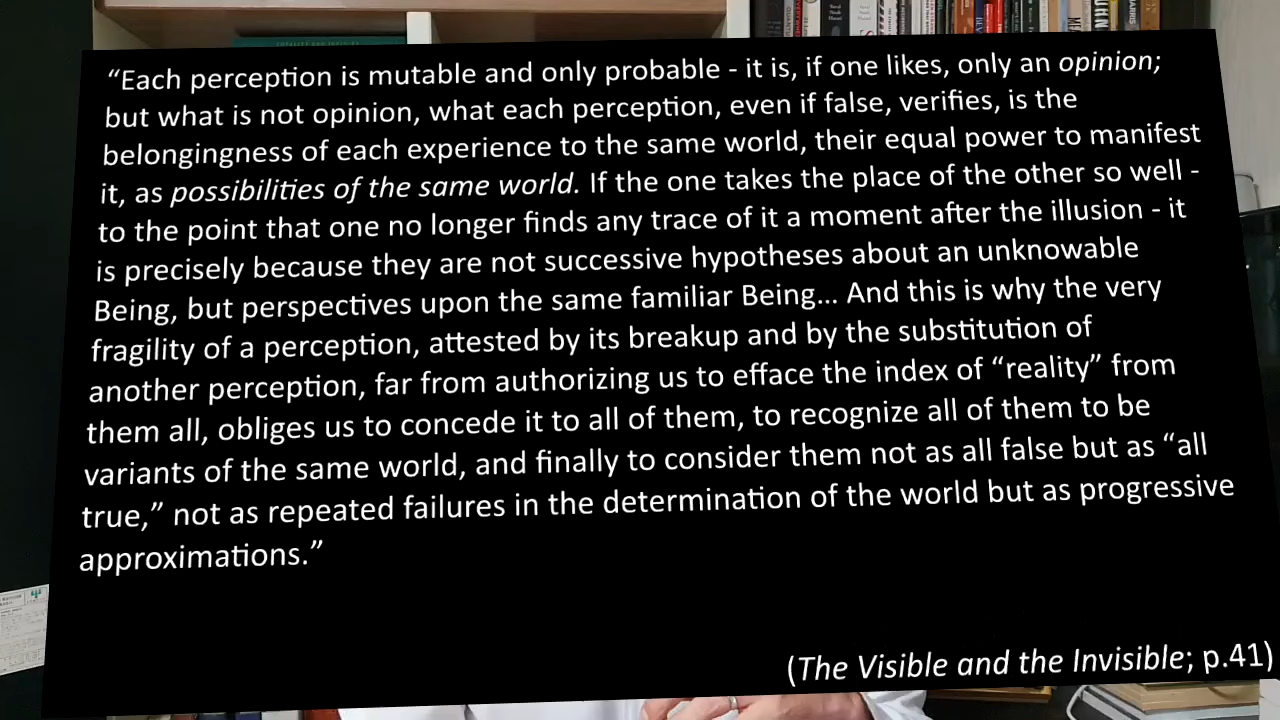 “Each perception is mutable and only probable - it is, if one likes, only an opinion;
but what is not opinion, what each perception, even if false, verifies, is the
belongingness of each experience to the same world, their equal power to manifest
it, as possibilities of the same world. If the one takes the place of the other so well -
to the point that one no longer finds any trace of it a moment after the illusion - it
is precisely because they are not successive hypotheses about an unknowable
Being, but perspectives upon the same familiar Being... And this is why the very
fragility of a perception, attested by its breakup and by the substitution of
another perception, far from authorizing us to efface the index of “reality” from
them all, obliges us to concede it to all of them, to recognize all of them to be
variants of the same world, and finally to consider them not as all false but as “all
true,” not as repeated failures in the determination of the world but as progressive
approximations.”
(The Visible and the Invisible; p.41)